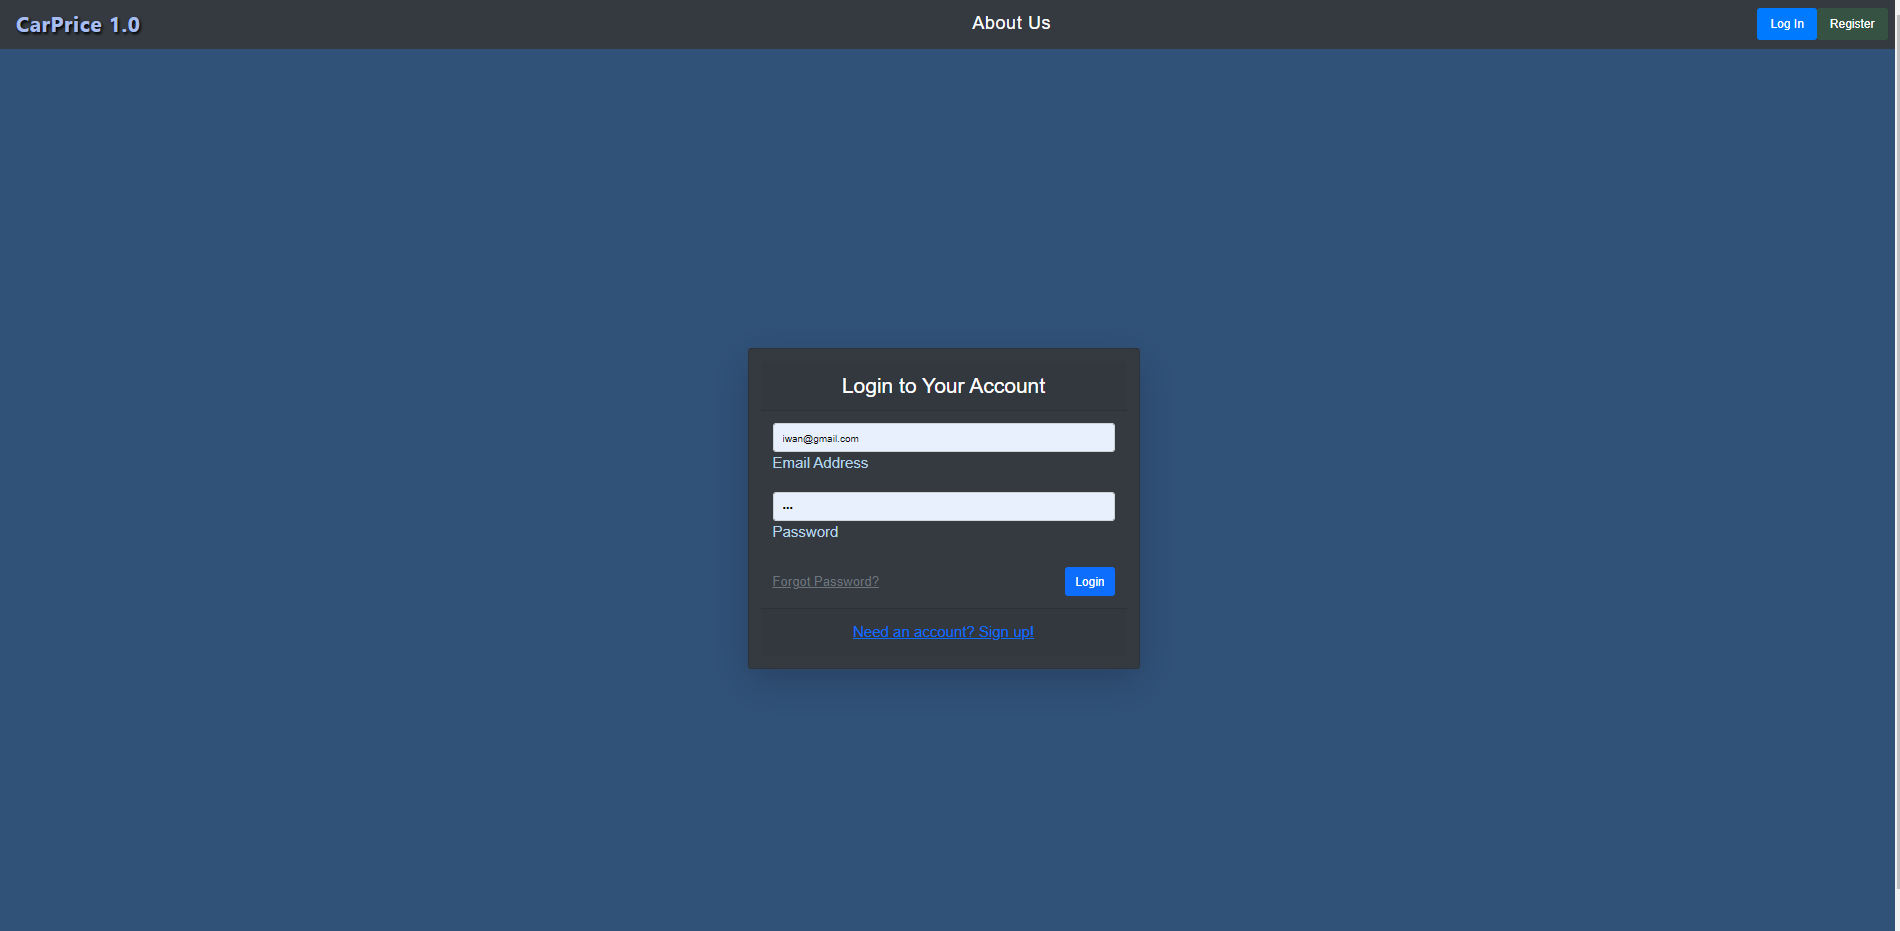 CarPrice 1.0
About Us
Log In
Register
Login to Your Account
iwan@gmail.com
Email Address
•••
Password
Forgot Password?
Login
Need an account? Sign up!